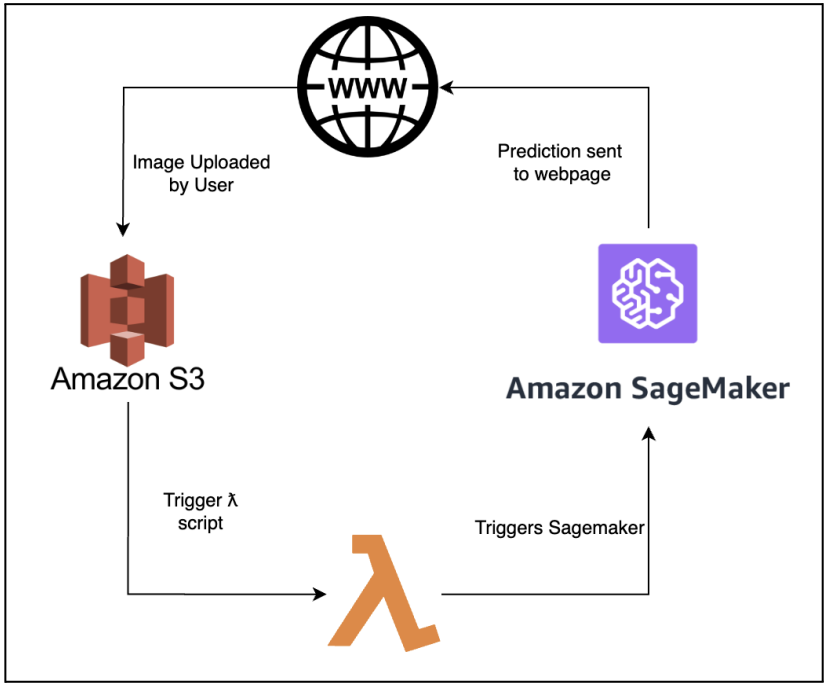 WWW
Image Uploaded
by User
Prediction sent
to webpage
Amazon S3
Amazon SageMaker
Trigger ƛ
script
Triggers Sagemaker
λ